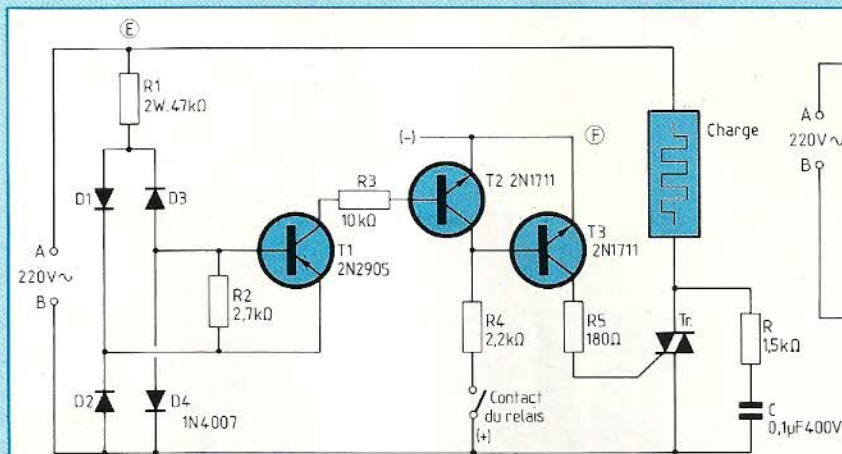 E
R1
2W.47kΩ
D1
D3
A
220V~
B
R2
2,7kΩ
D2
D4
1N4007
T1
2N2905
R3
10kΩ
(-)
T2 2N1711
F
T3
2N1711
R4
2,2kΩ
R5
180Ω
Contact
du relais
(+)
Charge
Tr.
R
1,5kΩ
C
0,1µF400V
A
220V~
B